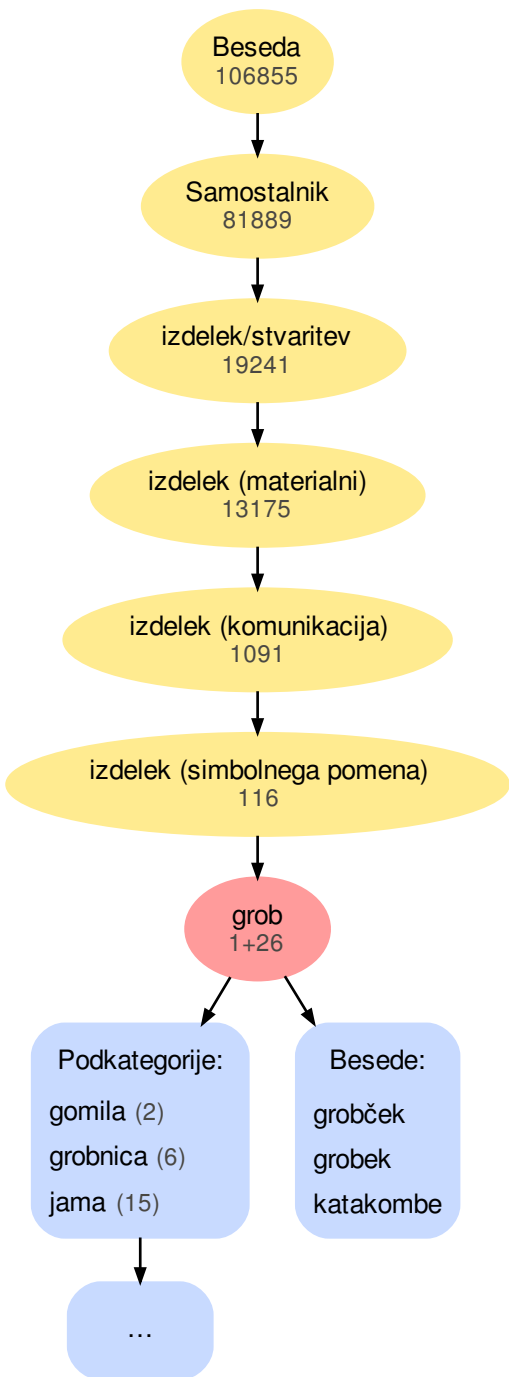 Beseda
106855
Samostalnik
81889
izdelek/stvaritev
19241
izdelek (materialni)
13175
izdelek (komunikacija)
1091
izdelek (simbolnega pomena)
116
grob
1+26
Podkategorije:
gomila (2)
grobnica (6)
jama (15)
Besede:
grobček
grobek
katakombe
…